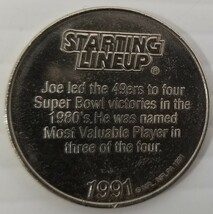 STARTING
LINEUP®
Joe led the 49ers to four
Super Bowl victories in the
1980's. He was named
Most Valuable Player in
three of the four.
1991